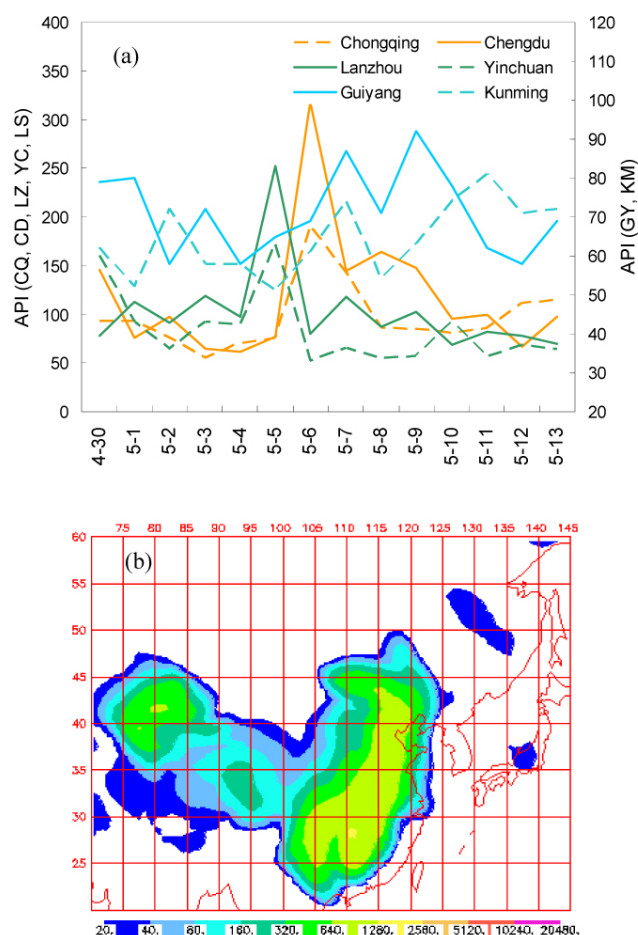 400
350
300
250
200
150
100
50
0
API (CQ, CD, LZ, YC, LS)
(a)
Chongqing
Chengdu
Lanzhou
Yinchuan
Guiyang
Kunming
120
110
100
90
80
70
60
50
40
30
20
API (GY, KM)
4-30 5-1 5-2 5-3 5-4 5-5 5-6 5-7 5-8 5-9 5-10 5-11 5-12 5-13
75 80 85 90 95 100 105 110 115 120 125 130 135 140 145
(b)
60
55
50
45
40
35
30
25
20. 40. 80. 160. 320. 640. 1280. 2560. 5120. 10240. 20480.